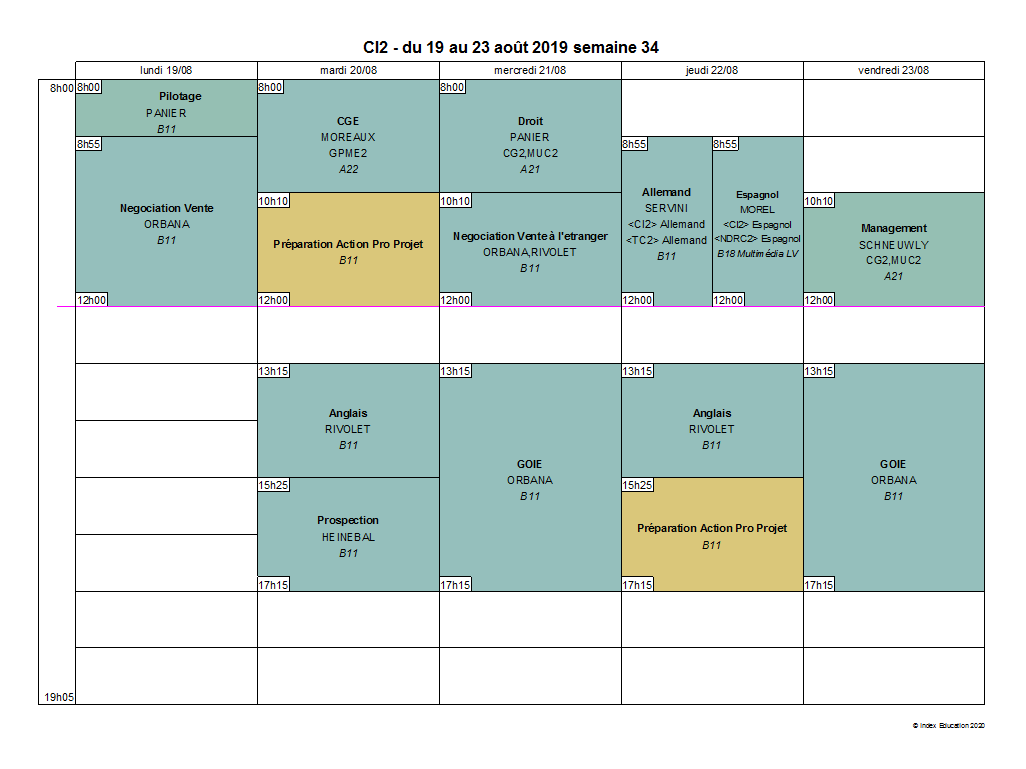 CI2 - du 19 au 23 août 2019 semaine 34
lundi 19/08
mardi 20/08
mercredi 21/08
jeudi 22/08
vendredi 23/08
8h00
8h00
Pilotage
PANIER
B11
8h55
Negociation Vente
ORBANA
B11
12h00
8h00
CGE
MOREAUX
GPME2
A22
10h10
Préparation Action Pro Projet
B11
12h00
13h15
Anglais
RIVOLET
B11
15h25
Prospection
HEINEBAL
B11
17h15
8h00
Droit
PANIER
CG2,MUC2
A21
10h10
Negociation Vente à l'etranger
ORBANA,RIVOLET
B11
12h00
13h15
GOIE
ORBANA
B11
17h15
8h55
Allemand
SERVINI
<CI2> Allemand
<TC2> Allemand
B11
12h00
8h55
Espagnol
MOREL
<CI2> Espagnol
<NDRC2> Espagnol
B18 Multimédia LV
12h00
13h15
Anglais
RIVOLET
B11
15h25
Préparation Action Pro Projet
B11
17h15
10h10
Management
SCHNEUWLY
CG2,MUC2
A21
12h00
13h15
GOIE
ORBANA
B11
17h15
19h05
© Index Education 2020